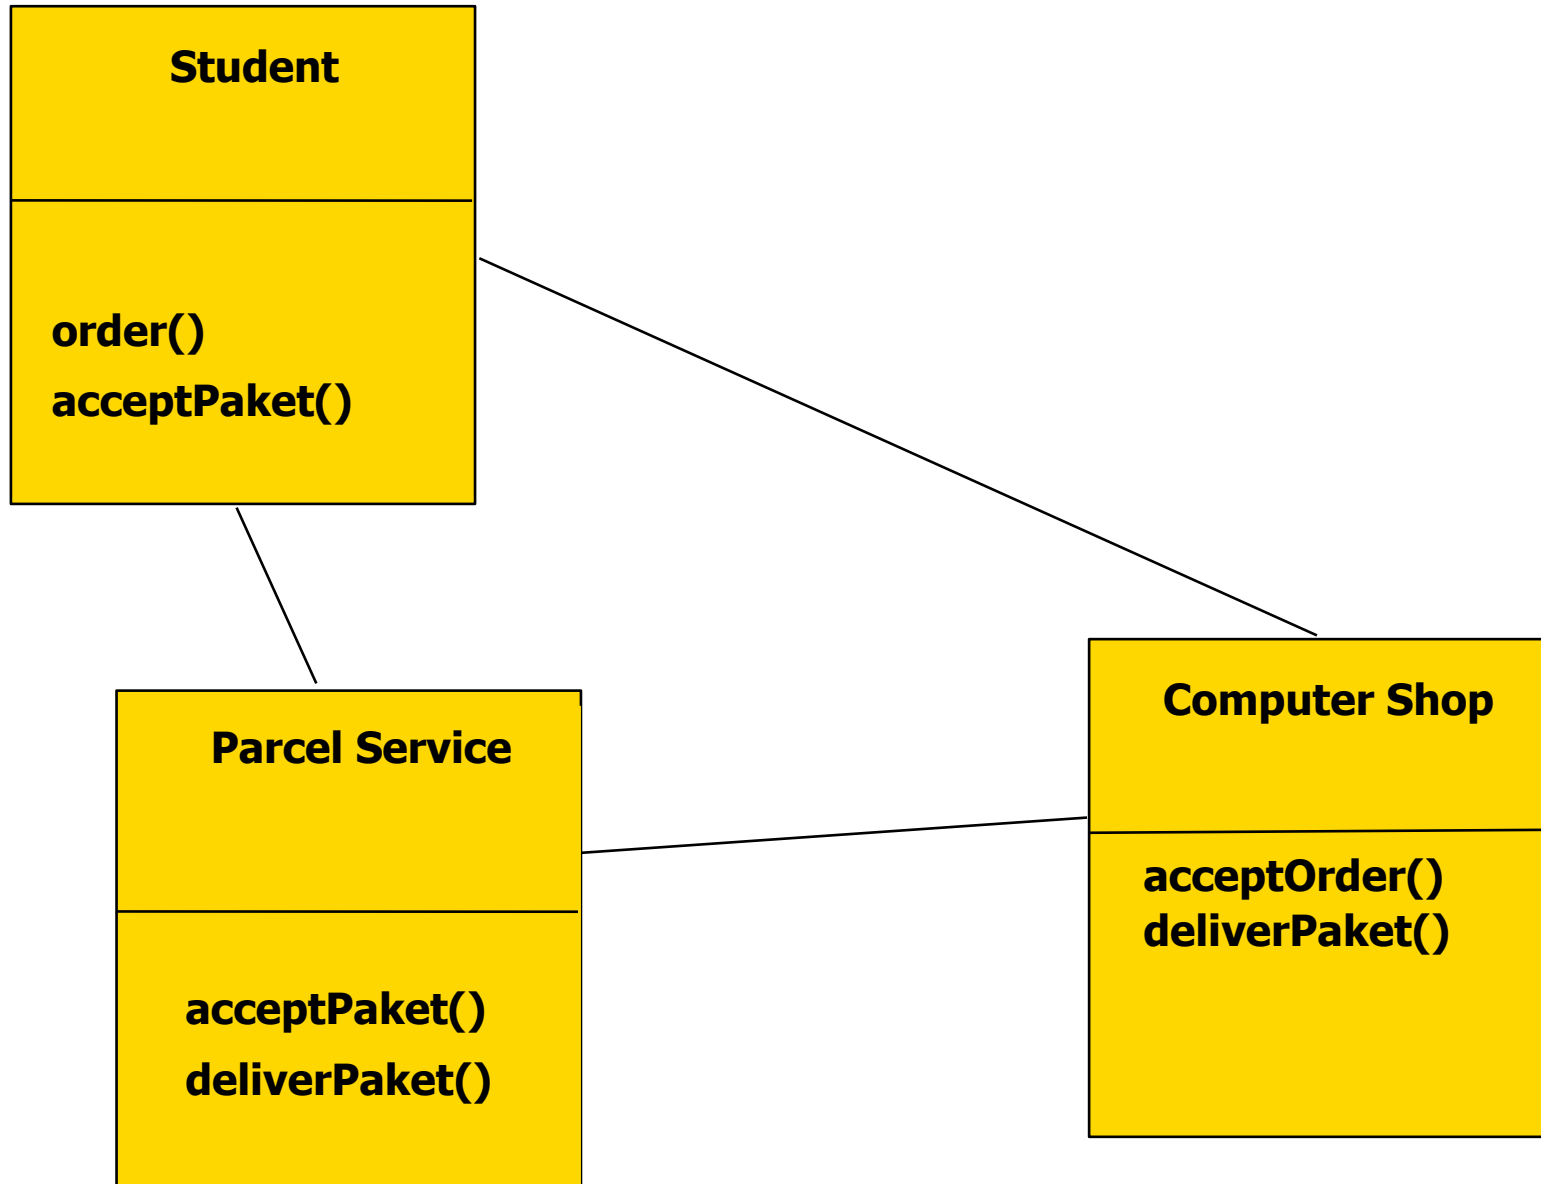 Student
order()
acceptPaket()
Parcel Service
acceptPaket()
deliverPaket()
Computer Shop
acceptOrder()
deliverPaket()